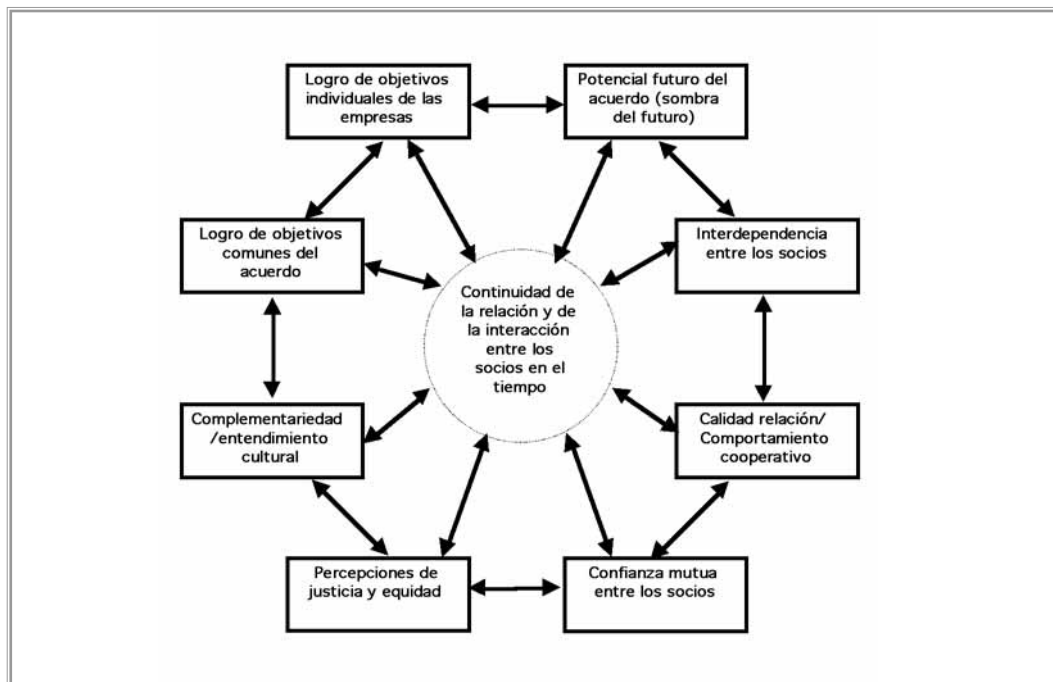 Logro de objetivos
individuales de las
empresas
Potencial futuro del
acuerdo (sombra
del futuro)
Logro de objetivos
comunes del
acuerdo
Interdependencia
entre los socios
Continuidad de
la relación y de
la interacción
entre los
socios en el
tiempo
Complementariedad
/entendimiento
cultural
Calidad relación/
Comportamiento
cooperativo
Percepciones de
justicia y equidad
Confianza mutua
entre los socios